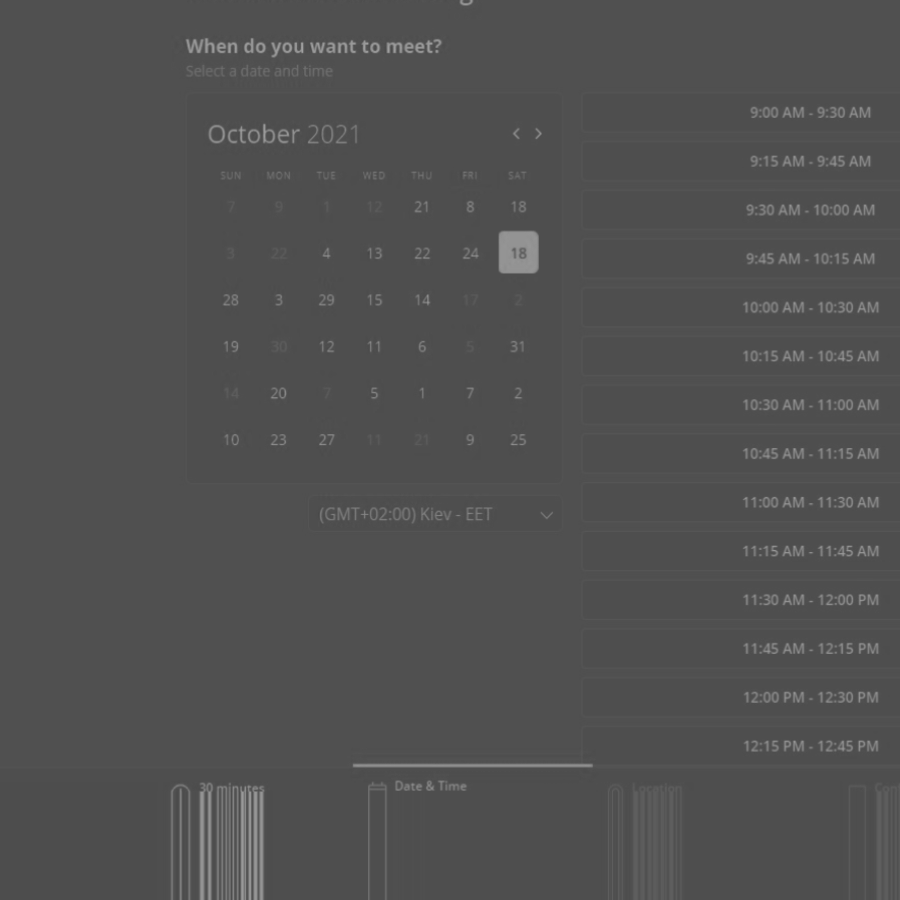 When do you want to meet?
Select a date and time
October 2021
SUN MON TUE WED THU FRI SAT
7 9 1 12 21 8 18
3 22 4 13 22 24 18
28 3 29 15 14 17 2
19 30 12 11 6 5 31
14 20 7 5 1 7 2
10 23 27 11 21 9 25
(GMT+02:00) Kiev - EET
9:00 AM - 9:30 AM
9:15 AM - 9:45 AM
9:30 AM - 10:00 AM
9:45 AM - 10:15 AM
10:00 AM - 10:30 AM
10:15 AM - 10:45 AM
10:30 AM - 11:00 AM
10:45 AM - 11:15 AM
11:00 AM - 11:30 AM
11:15 AM - 11:45 AM
11:30 AM - 12:00 PM
11:45 AM - 12:15 PM
12:00 PM - 12:30 PM
12:15 PM - 12:45 PM
30 minutes
Date & Time
Location